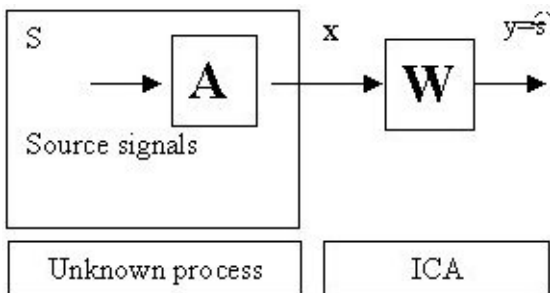 S
x
y=ŝ
A
W
Source signals
Unknown process
ICA